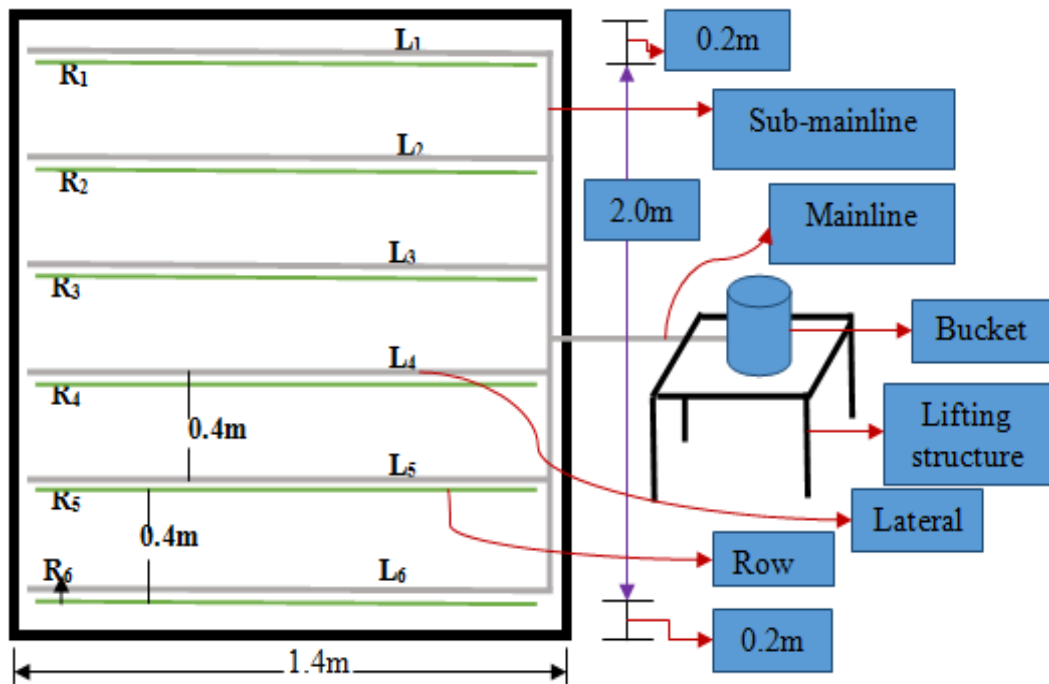 L₁
0.2m
R₁
Sub-mainline
L₂
R₂
2.0m
Mainline
L₃
R₃
Bucket
L₄
R₄
0.4m
Lifting
structure
L₅
R₅
Lateral
0.4m
Row
R₆
L₆
0.2m
1.4m